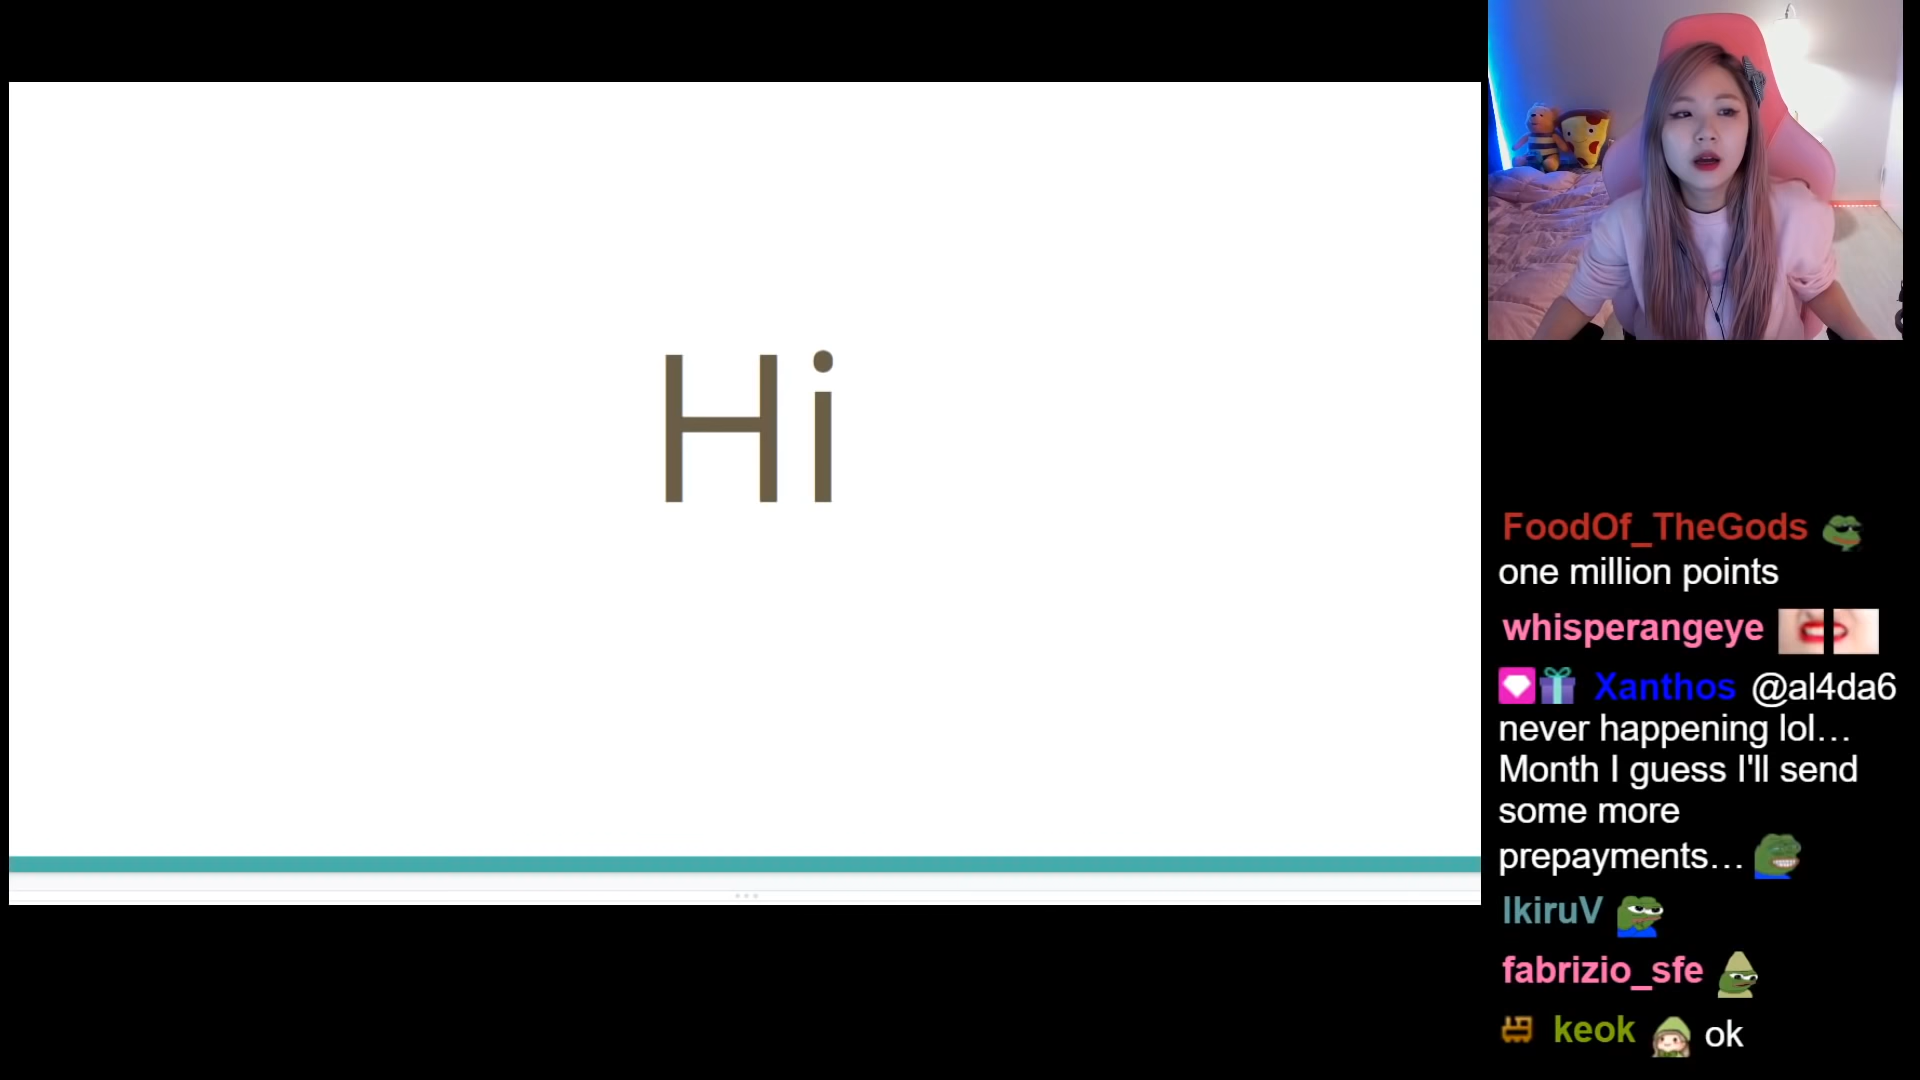 Hi
FoodOf_TheGods
one million points
whisperangeye
Xanthos @al4da6
never happening lol…
Month I guess I'll send
some more
prepayments…
IkiruV
fabrizio_sfe
keok ok